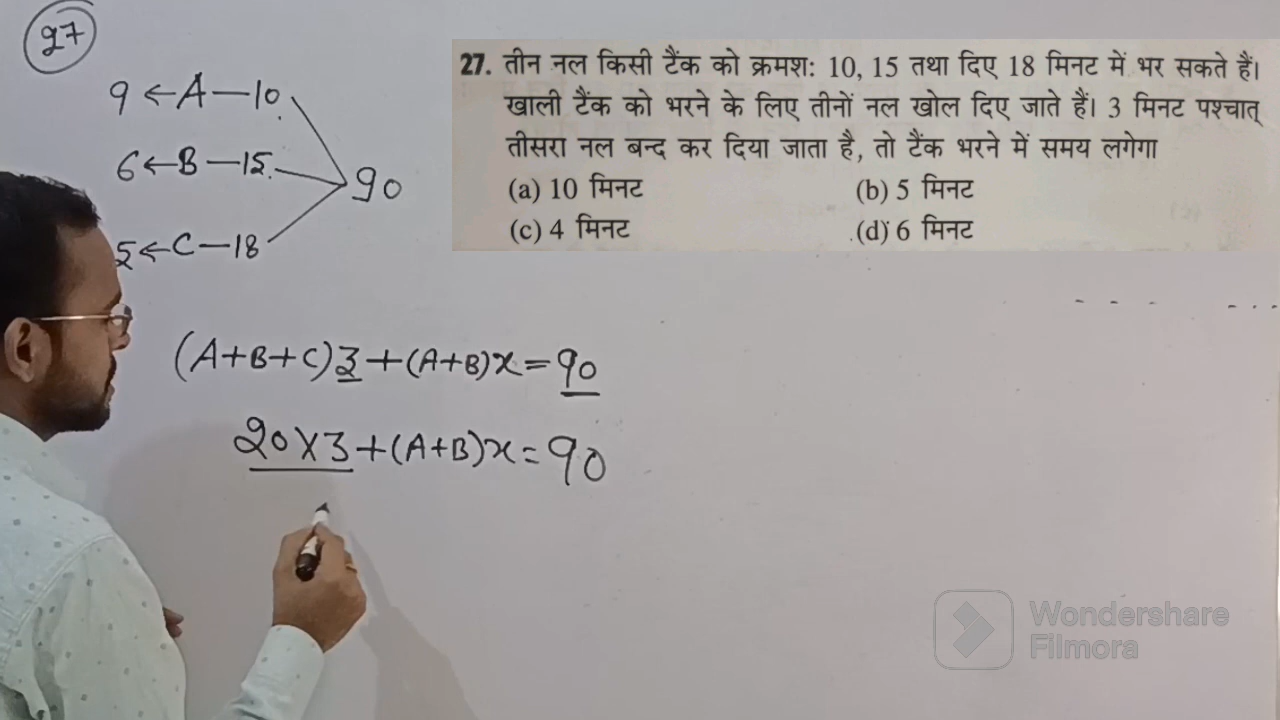 27
9 ← A — 10
6 ← B — 15
5 ← C — 18
90
27. तीन नल किसी टैंक को क्रमश: 10, 15 तथा दिए 18 मिनट में भर सकते हैं।
खाली टैंक को भरने के लिए तीनों नल खोल दिए जाते हैं। 3 मिनट पश्चात्
तीसरा नल बन्द कर दिया जाता है, तो टैंक भरने में समय लगेगा
(a) 10 मिनट (b) 5 मिनट
(c) 4 मिनट (d) 6 मिनट
(A+B+C)3+(A+B)x=90
20×3+(A+B)x=90
Wondershare
Filmora